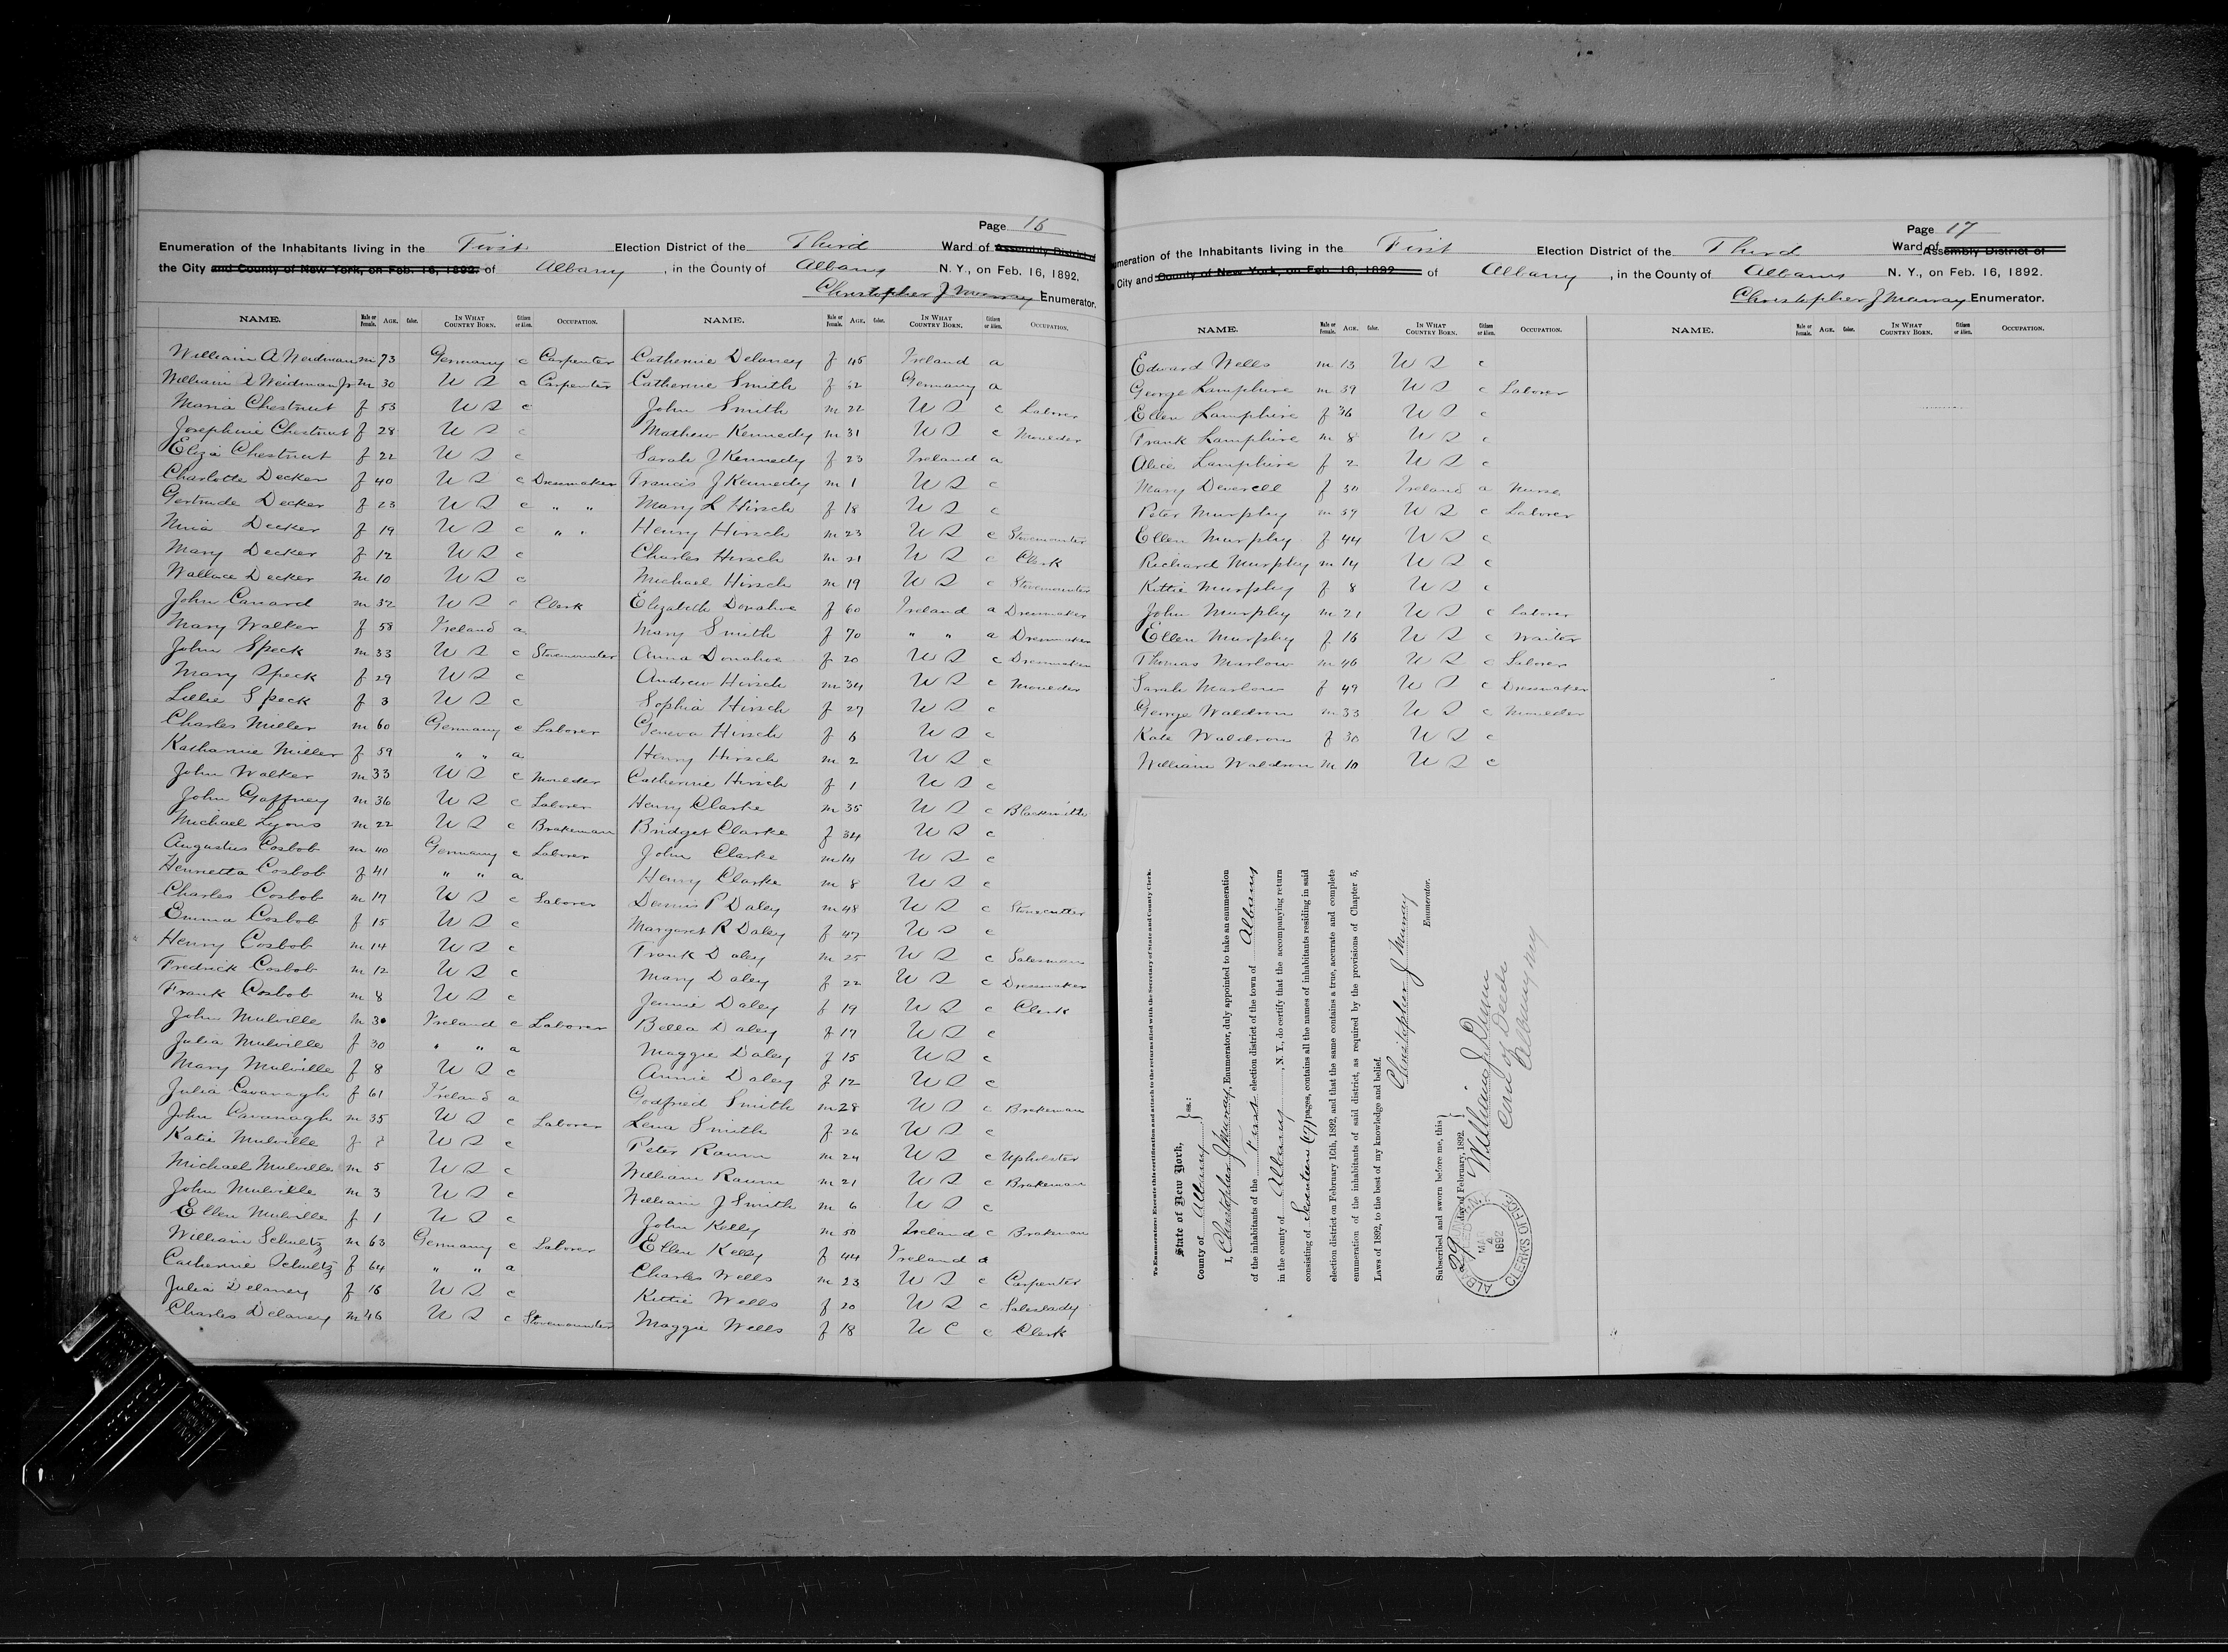 Page 16
Enumeration of the Inhabitants living in the First Election District of the Third Ward of Assembly District of
the City and County of New York, on Feb. 16, 1892. of Albany, in the County of Albany N. Y., on Feb. 16, 1892.
Christopher J Murray Enumerator.
NAME. Male or Female. AGE. Color. IN WHAT COUNTRY BORN. Citizen or Alien. OCCUPATION.
William A Weidman m 73 Germany c Carpenter
William A Weidman Jr m 30 U S c Carpenter
Maria Chestnut f 53 U S c
Josephine Chestnut f 28 U S c
Eliza Chestnut f 22 U S c
Charlotte Decker f 40 U S c Dressmaker
Gertrude Decker f 23 U S c " "
Nina Decker f 19 U S c " "
Mary Decker f 12 U S c
Wallace Decker m 10 U S c
John Canard m 32 U S c Clerk
Mary Walker f 58 Ireland a
John Speck m 33 U S c Stovemounter
Mary Speck f 29 U S c
Lillie Speck f 3 U S c
Charles Miller m 60 Germany c Laborer
Katharine Miller f 59 " " a
John Walker m 33 U S c Moulder
John Gaffney m 36 U S c Laborer
Michael Lyons m 22 U S c Brakeman
Augustus Cosbob m 40 Germany c Laborer
Henretta Cosbob f 41 " " a
Charles Cosbob m 17 U S c Laborer
Emma Cosbob f 15 U S c
Henry Cosbob m 14 U S c
Fredrick Cosbob m 12 U S c
Frank Cosbob m 8 U S c
John Mulville m 30 Ireland c Laborer
Julia Mulville f 30 " " a
Mary Mulville f 8 U S c
Julia Cavanagh f 61 Ireland a
John Cavanagh m 35 U S c Laborer
Katie Mulville f U S c
Michael Mulville m 5 U S c
John Mulville m 3 U S c
Ellen Mulville f 1 U S c
William Schultz m 63 Germany c Laborer
Catherine Schultz f 64 " " a
Julia Delaney f 16 U S c
Charles Delaney m 46 U S c Stovemounter
NAME. Male or Female. AGE. Color. IN WHAT COUNTRY BORN. Citizen or Alien. OCCUPATION.
Catherine Delaney f 45 Ireland a
Catherine Smith f 52 Germany a
John Smith m 22 U S c Laborer
Mathew Kennedy m 31 U S c Moulder
Sarah J Kennedy f 23 Ireland a
Francis J Kennedy m 1 U S c
Mary L Hirsch f 18 U S c
Henry Hirsch m 23 U S c Stovemounter
Charles Hirsch m 21 U S c Clerk
Michael Hirsch m 19 U S c Stovemounter
Elizabeth Donahoe f 60 Ireland a Dressmaker
Mary Smith f 70 " " a Dressmaker
Anna Donahoe f 20 U S c Dressmaker
Andrew Hirsch m 34 U S c Moulder
Sophia Hirsch f 27 U S c
Geneva Hirsch f 6 U S c
Henry Hirsch m 2 U S c
Catherine Hirsch f 1 U S c
Henry Clarke m 35 U S c Blacksmith
Bridget Clarke f 34 U S c
John Clarke m 14 U S c
Henry Clarke m 8 U S c
Dennis P Daley m 48 U S c Stonecutter
Margaret R Daley f 47 U S c
Frank Daley m 25 U S c Salesman
Mary Daley f 22 U S c Dressmaker
Jennie Daley f 19 U S c Clerk
Bella Daley f 17 U S c
Maggie Daley f 15 U S c
Annie Daley f 12 U S c
Godfred Smith m 28 U S c Brakeman
Lena Smith f 26 U S c
Peter Raum m 24 U S c Upholster
William Raum m 21 U S c Brakeman
William J Smith m 6 U S c
John Kelly m 50 Ireland c Brakeman
Ellen Kelly f 44 Ireland a
Charles Wells m 23 U S c Carpenter
Kittie Wells f 20 U S c Saleslady
Maggie Wells f 18 U C c Clerk
Page 17
numeration of the Inhabitants living in the First Election District of the Third Ward of Assembly District of
City and County of New York, on Feb. 16, 1892 of Albany, in the County of Albany N. Y., on Feb. 16, 1892.
Christopher J Murray Enumerator.
NAME. Male or Female. AGE. Color. IN WHAT COUNTRY BORN. Citizen or Alien. OCCUPATION.
Edward Wells m 13 U S c
George Lamphire m 39 U S c Laborer
Ellen Lamphire f 36 U S c
Frank Lamphire m 8 U S c
Alice Lamphire f 2 U S c
Mary Deverell f 50 Ireland a Nurse
Peter Murphy m 59 U S c Laborer
Ellen Murphy f 44 U S c
Richard Murphy m 14 U S c
Kittie Murphy f 8 U S c
John Murphy m 21 U S c Laborer
Ellen Murphy f 16 U S c Waiter
Thomas Marlow m 46 U S c Laborer
Sarah Marlow f 49 U S c Dressmaker
George Waldron m 33 U S c Moulder
Kate Waldron f 30 U S c
William Waldron m 10 U S c
NAME. Male or Female. AGE. Color. IN WHAT COUNTRY BORN. Citizen or Alien. OCCUPATION.
To Enumerators: Execute this certification and attach to the returns filed with the Secretary of State and County Clerk.
State of New York,
County of Albany } ss.:
I, Christopher J Murray, Enumerator, duly appointed to take an enumeration
of the inhabitants of the First election district of the town of Albany
in the county of Albany, N. Y., do certify that the accompanying return
consisting of Seventeen (17) pages, contains all the names of inhabitants residing in said
election district on February 16th, 1892, and that the same contains a true, accurate and complete
enumeration of the inhabitants of said district, as required by the provisions of Chapter 5,
Laws of 1892, to the best of my knowledge and belief.
Christopher J Murray
Enumerator.
Subscribed and sworn before me, this
29 day of February, 1892.
William J
Com of Deeds
Albany N Y
ALBANY
MAR
1892
CLERKS OFFICE